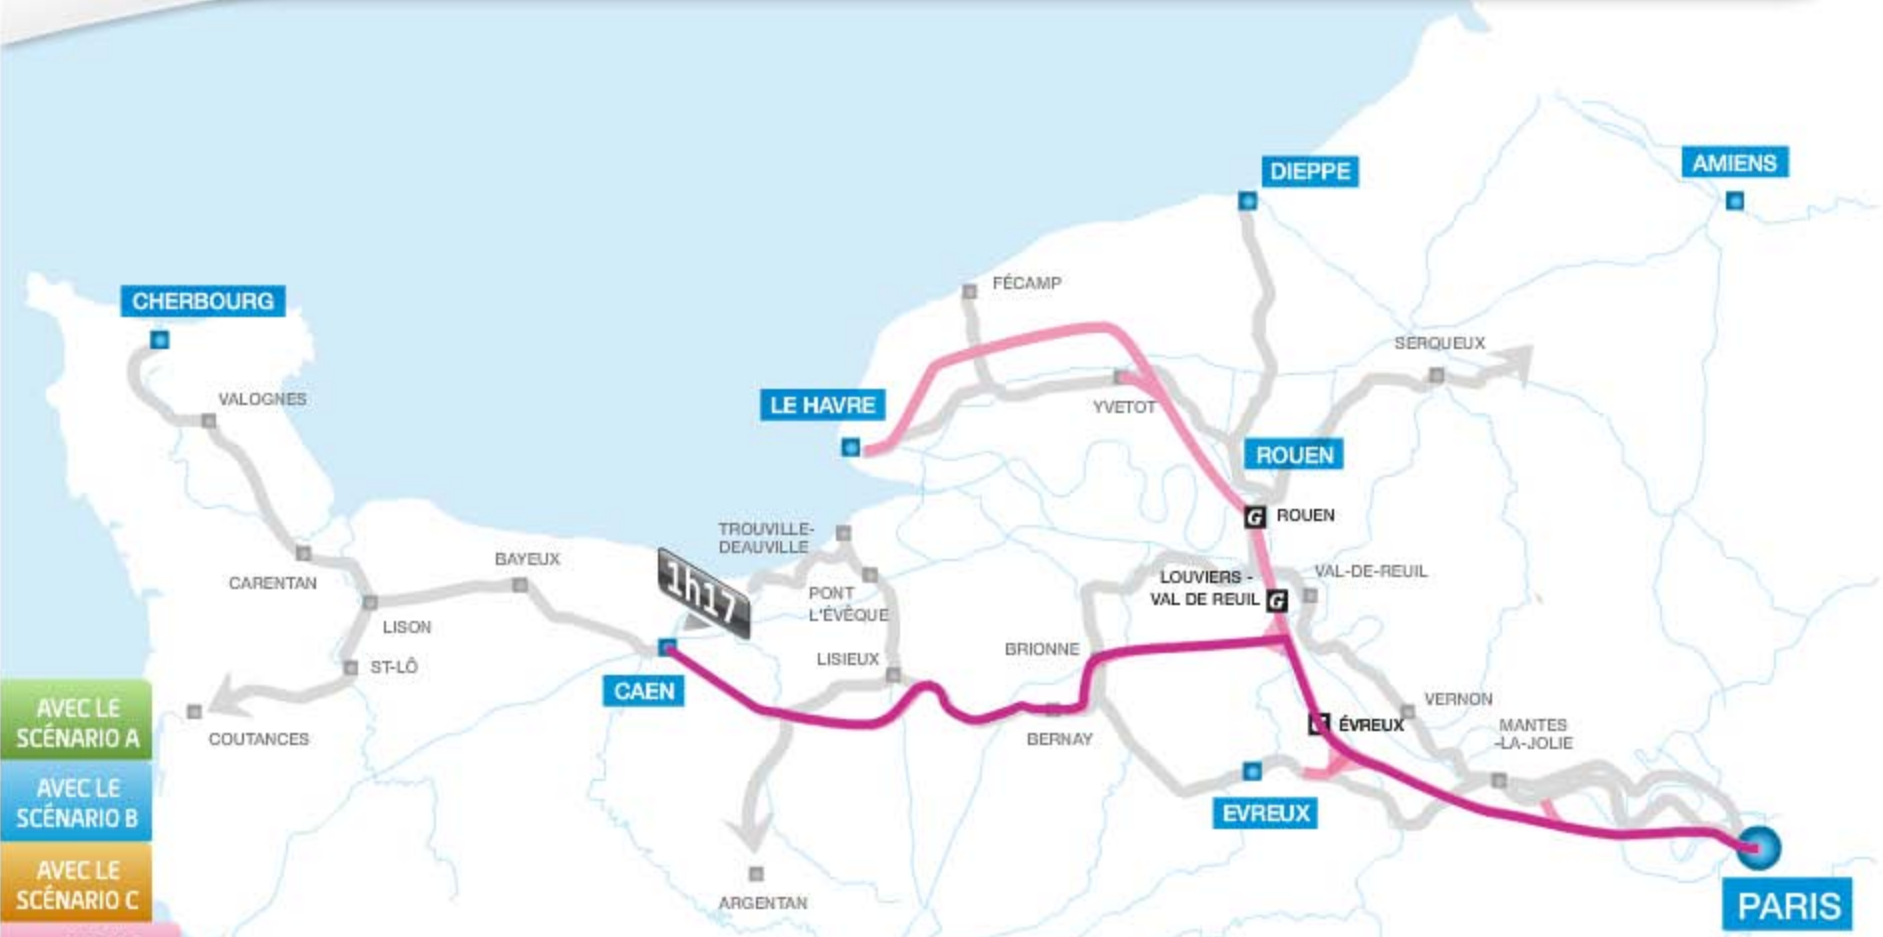 AMIENS
DIEPPE
FÉCAMP
CHERBOURG
SERQUEUX
VALOGNES
LE HAVRE
YVETOT
ROUEN
G ROUEN
TROUVILLE-
DEAUVILLE
BAYEUX
1h17
CARENTAN
PONT
L'ÉVÊQUE
LOUVIERS -
VAL DE REUIL G
VAL-DE-REUIL
LISON
BRIONNE
ST-LÔ
LISIEUX
CAEN
VERNON
ÉVREUX
MANTES
-LA-JOLIE
COUTANCES
BERNAY
EVREUX
ARGENTAN
PARIS
AVEC LE
SCÉNARIO A
AVEC LE
SCÉNARIO B
AVEC LE
SCÉNARIO C